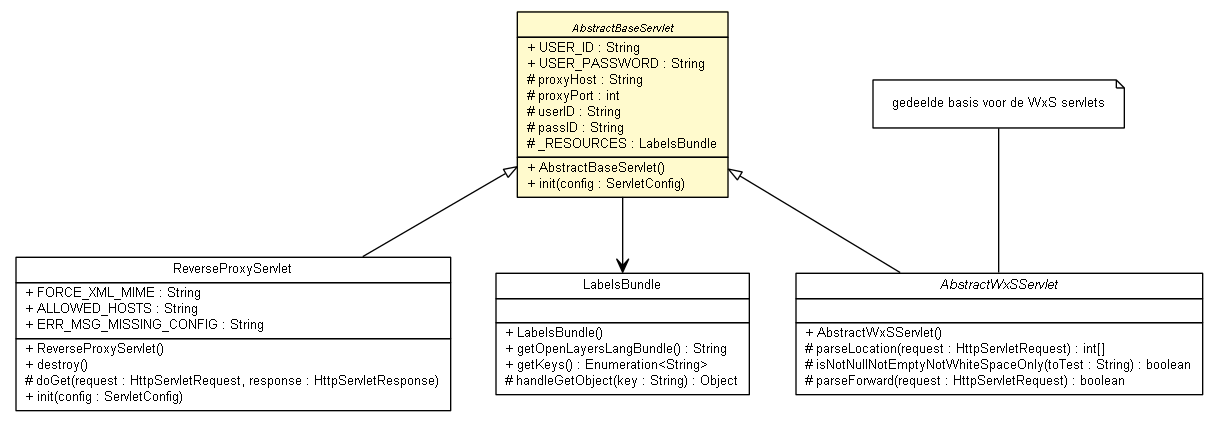 AbstractBaseServlet
+ USER_ID : String
+ USER_PASSWORD : String
# proxyHost : String
# proxyPort : int
# userID : String
# passID : String
# _RESOURCES : LabelsBundle
+ AbstractBaseServlet()
+ init(config : ServletConfig)
gedeelde basis voor de WxS servlets
ReverseProxyServlet
+ FORCE_XML_MIME : String
+ ALLOWED_HOSTS : String
+ ERR_MSG_MISSING_CONFIG : String
+ ReverseProxyServlet()
+ destroy()
# doGet(request : HttpServletRequest, response : HttpServletResponse)
+ init(config : ServletConfig)
LabelsBundle
+ LabelsBundle()
+ getOpenLayersLangBundle() : String
+ getKeys() : Enumeration<String>
# handleGetObject(key : String) : Object
AbstractWxSServlet
+ AbstractWxSServlet()
# parseLocation(request : HttpServletRequest) : int[]
# isNotNullNotEmptyNotWhiteSpaceOnly(toTest : String) : boolean
# parseForward(request : HttpServletRequest) : boolean